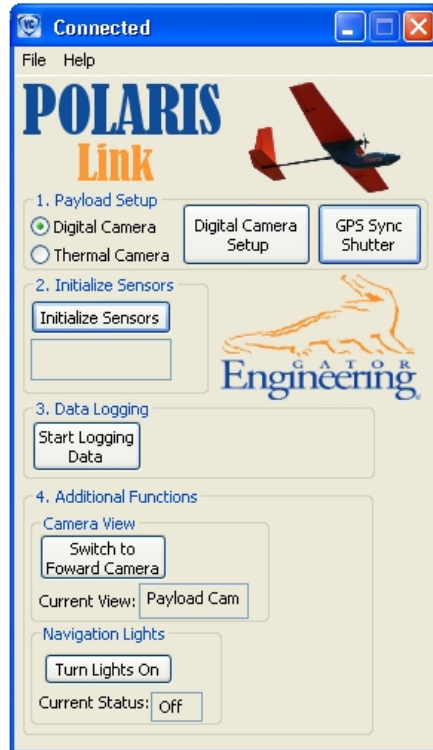 VC Connected
File Help
POLARIS
Link
1. Payload Setup
Digital Camera
Thermal Camera
Digital Camera
Setup
GPS Sync
Shutter
2. Initialize Sensors
Initialize Sensors
GATOR
Engineering®
3. Data Logging
Start Logging
Data
4. Additional Functions
Camera View
Switch to
Foward Camera
Current View: Payload Cam
Navigation Lights
Turn Lights On
Current Status: Off